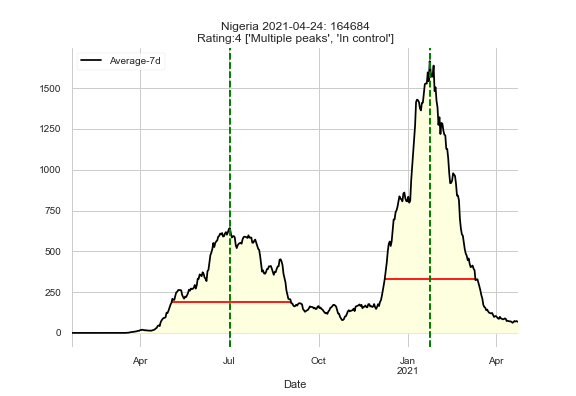 Nigeria 2021-04-24: 164684
Rating:4 ['Multiple peaks', 'In control']
Average-7d
1500
1250
1000
750
500
250
0
Apr
Jul
Oct
Jan
2021
Apr
Date